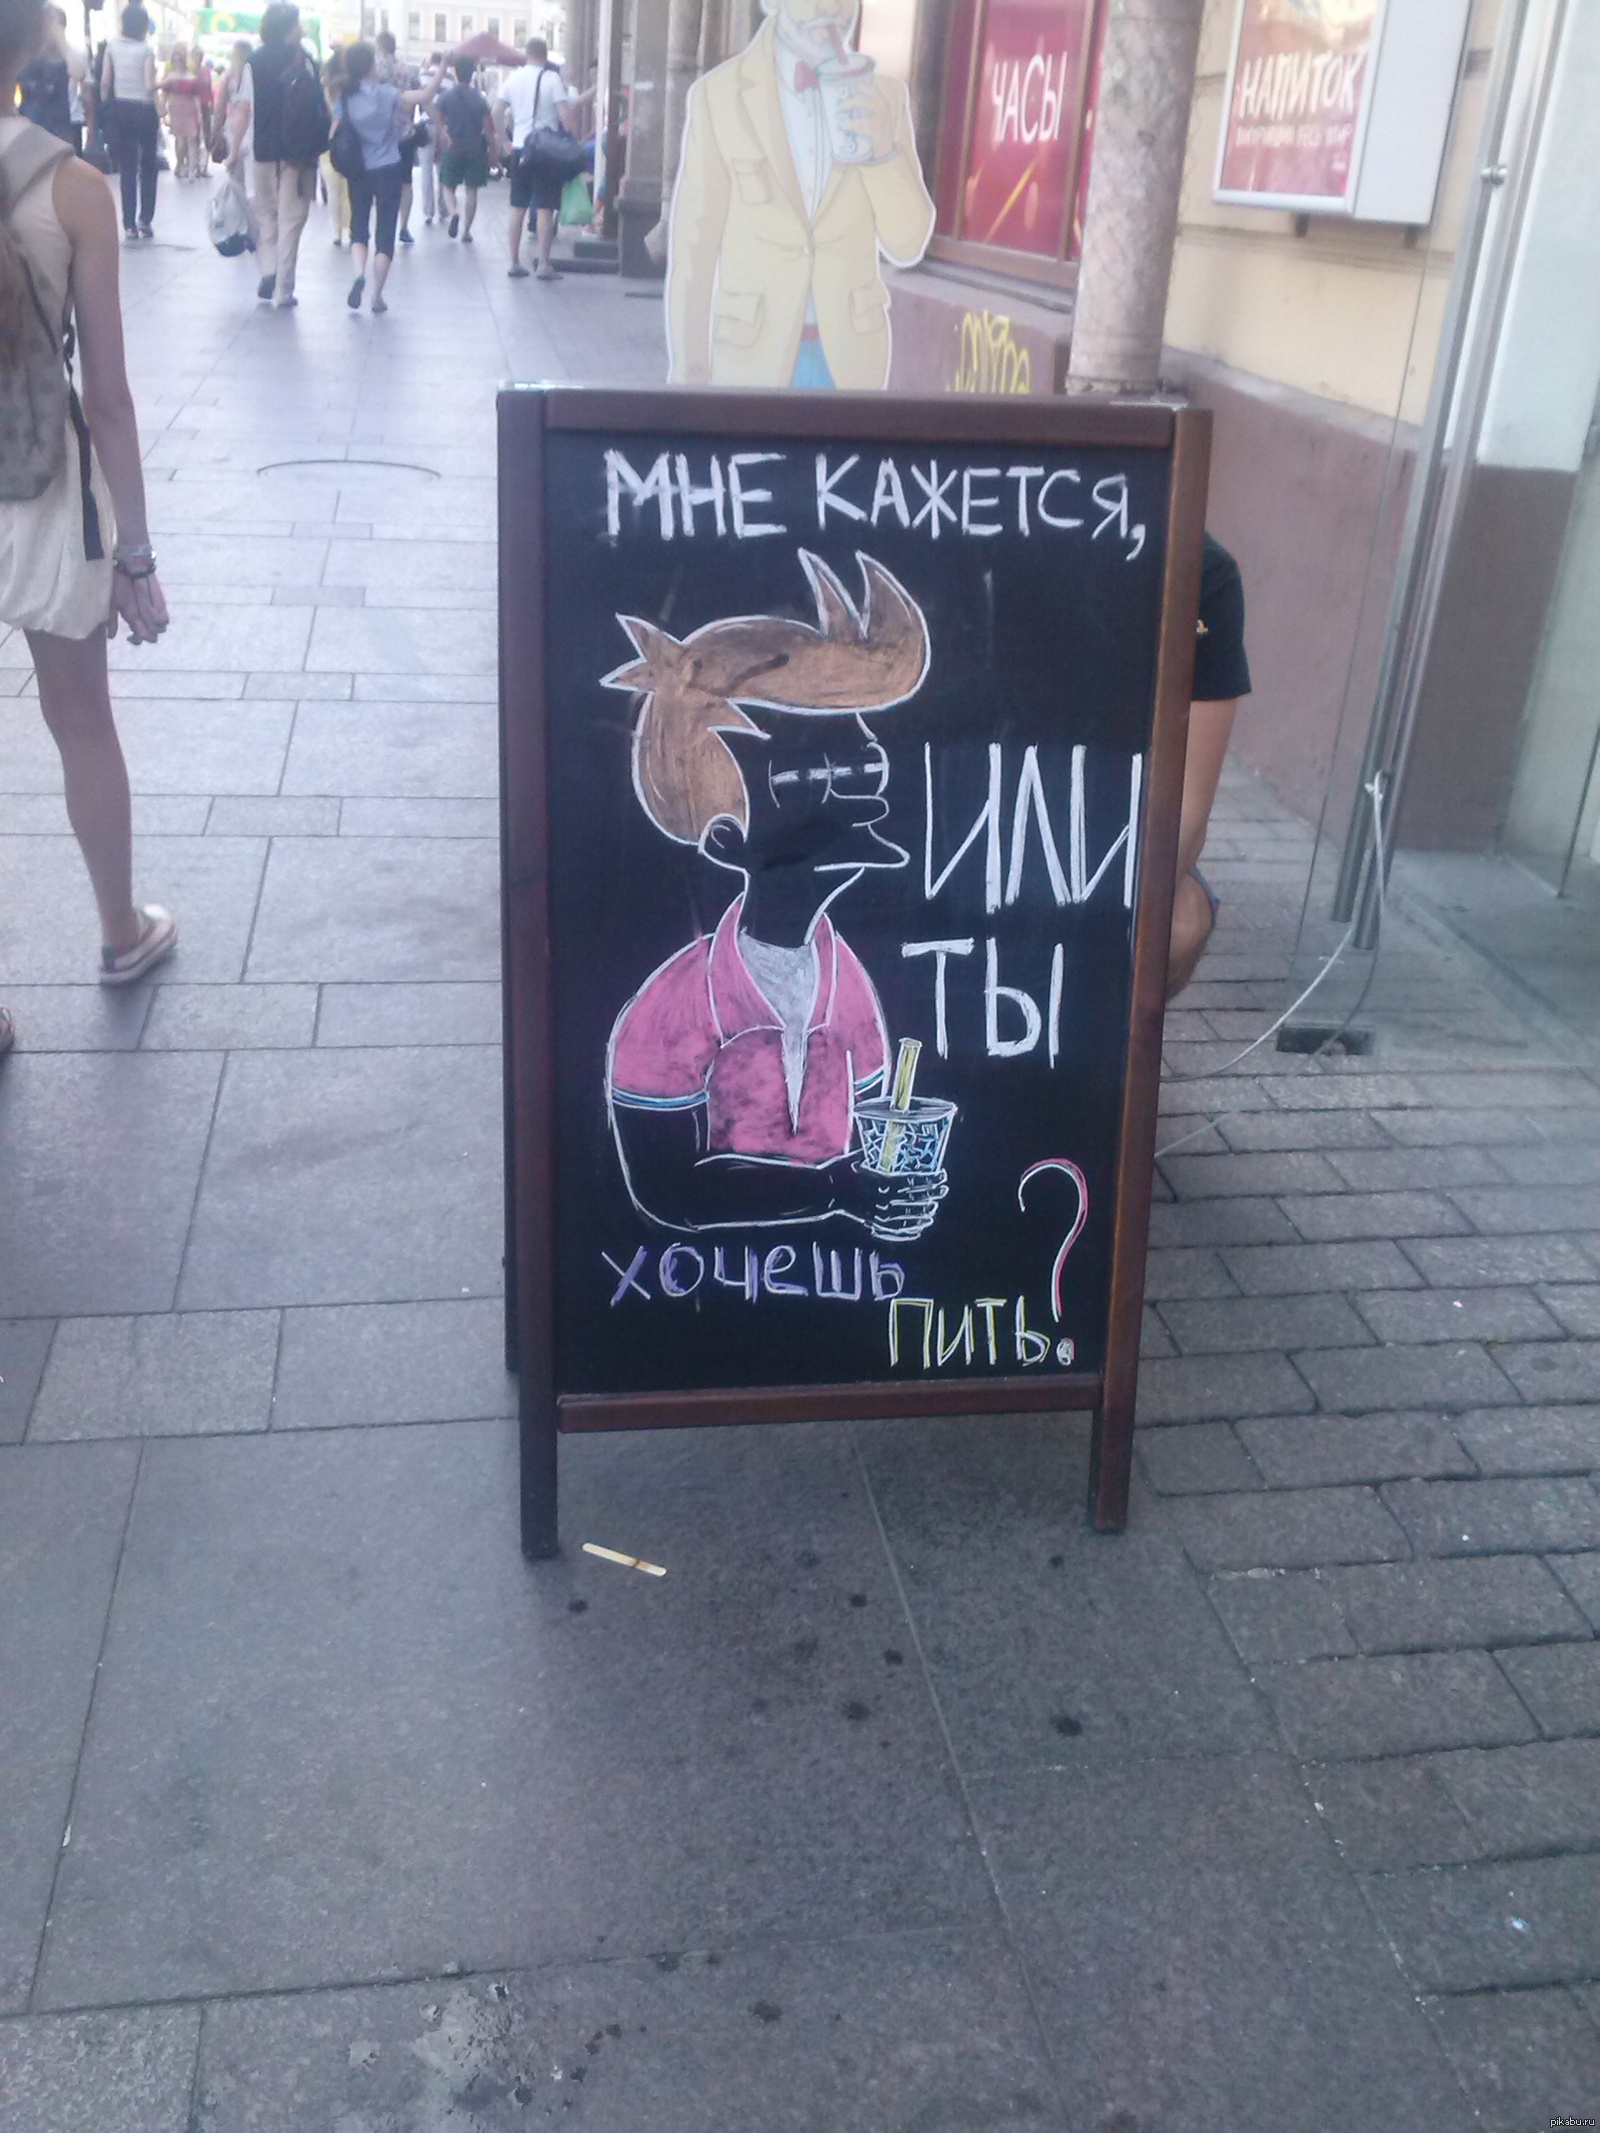 ЧАСЫ
НАПИТОК
МНЕ КАЖЕТСЯ,
ИЛИ
ТЫ
ХОЧЕШЬ
ПИТЬ?
pikabu.ru